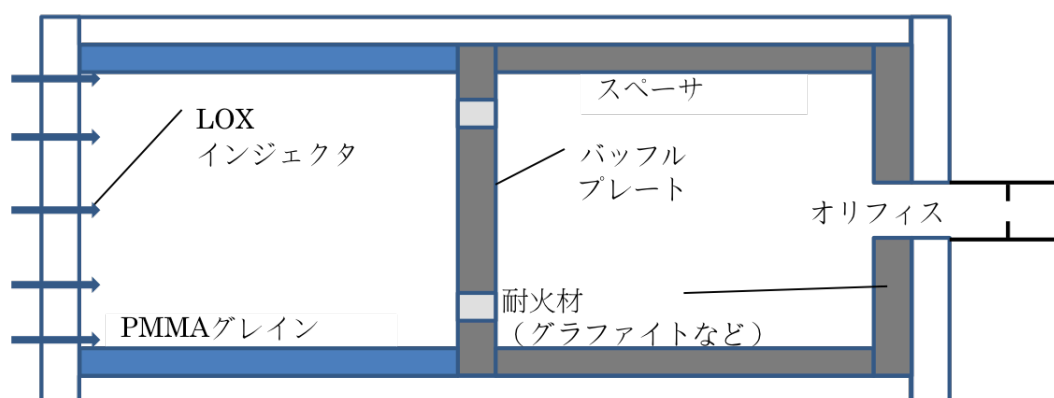 スペーサ
LOX
インジェクタ
バッフル
プレート
オリフィス
PMMAグレイン
耐火材
（グラファイトなど）